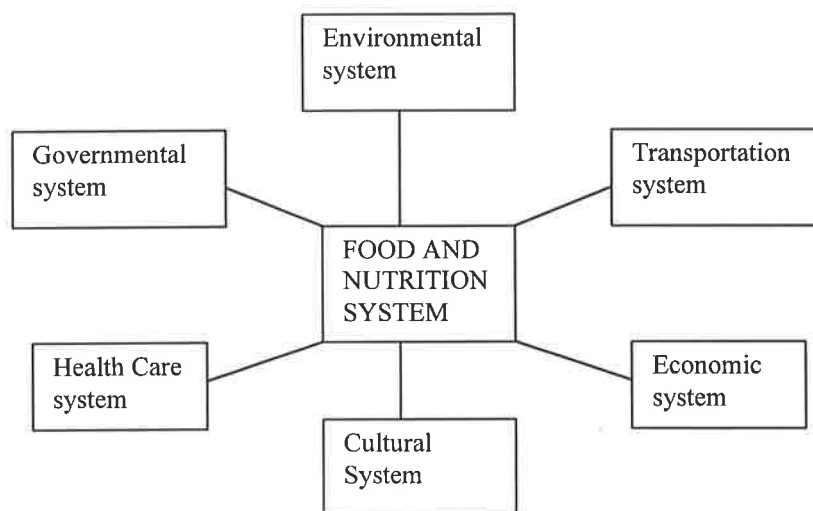 Environmental
system
Governmental
system
Transportation
system
FOOD AND
NUTRITION
SYSTEM
Health Care
system
Economic
system
Cultural
System